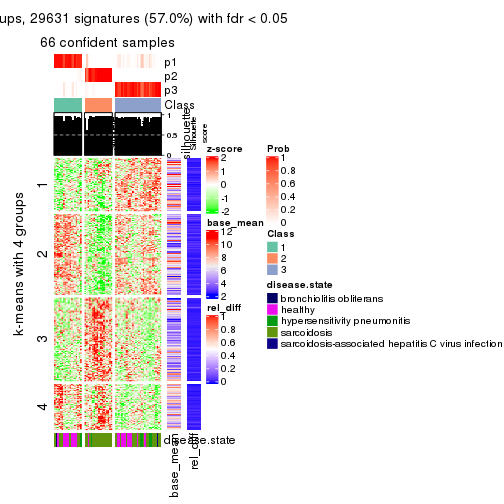 ups, 29631 signatures (57.0%) with fdr < 0.05
66 confident samples
p1
p2
p3
Class
1
0.5
0
silhouette
Silhouette
score
k-means with 4 groups
1
2
3
4
disease.state
base_mean
rel_diff
z-score
2
1
0
-1
-2
base_mean
12
10
8
6
4
2
rel_diff
1
0.8
0.6
0.4
0.2
0
Prob
1
0.8
0.6
0.4
0.2
0
Class
1
2
3
disease.state
bronchiolitis obliterans
healthy
hypersensitivity pneumonitis
sarcoidosis
sarcoidosis-associated hepatitis C virus infection